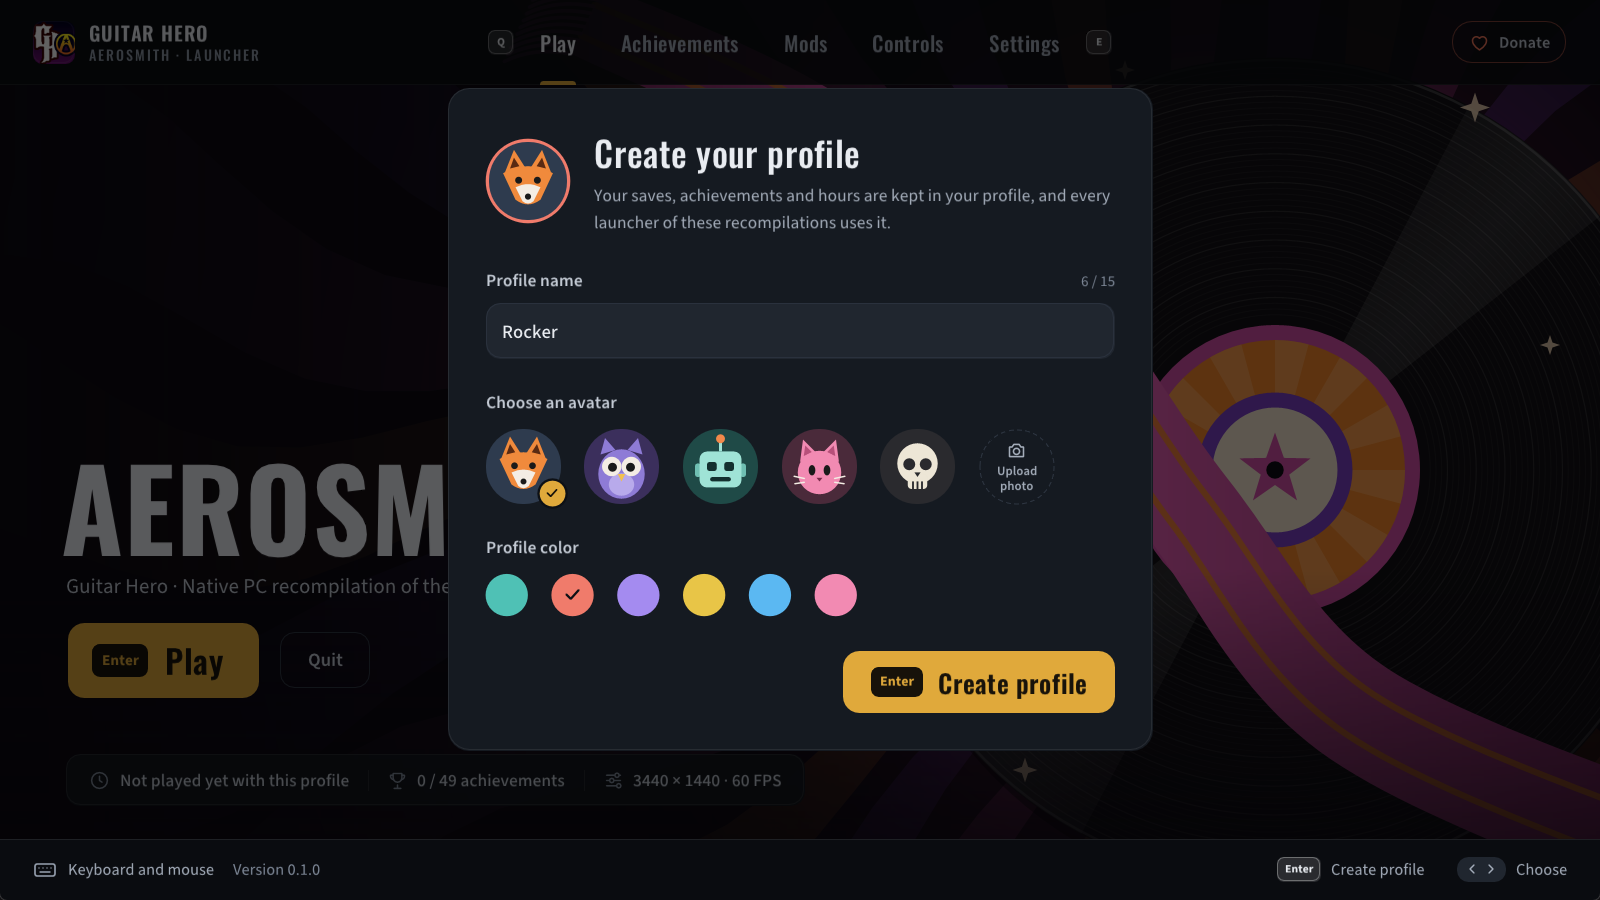 GUITAR HERO
AEROSMITH · LAUNCHER
Q
Play
Achievements
Mods
Controls
Settings
E
Donate
Create your profile
Your saves, achievements and hours are kept in your profile, and every
launcher of these recompilations uses it.
Profile name
6 / 15
Rocker
Choose an avatar
Upload
photo
Profile color
Enter
Create profile
AEROSM
Guitar Hero · Native PC recompilation of the
Enter
Play
Quit
Not played yet with this profile
0 / 49 achievements
3440 × 1440 · 60 FPS
Keyboard and mouse
Version 0.1.0
Enter
Create profile
Choose